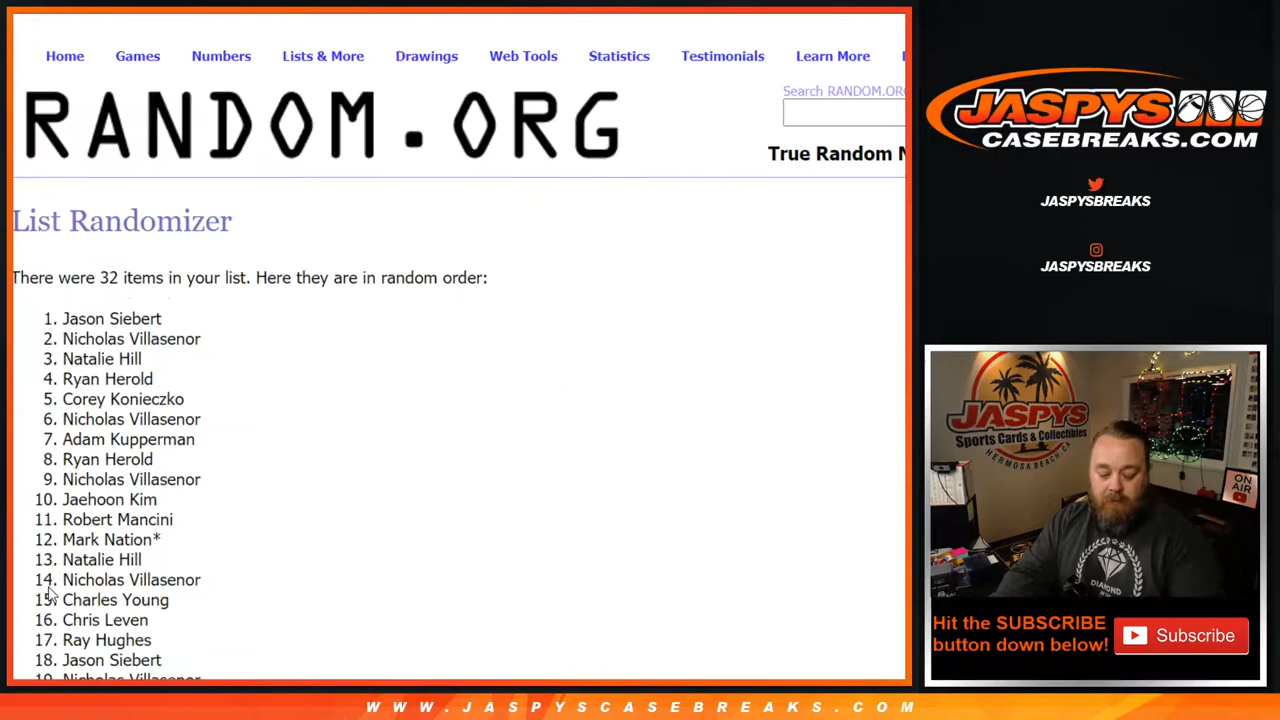 Home Games Numbers Lists & More Drawings Web Tools Statistics Testimonials Learn More
Search RANDOM.ORG
RANDOM.ORG
True Random
List Randomizer
There were 32 items in your list. Here they are in random order:
1. Jason Siebert
2. Nicholas Villasenor
3. Natalie Hill
4. Ryan Herold
5. Corey Konieczko
6. Nicholas Villasenor
7. Adam Kupperman
8. Ryan Herold
9. Nicholas Villasenor
10. Jaehoon Kim
11. Robert Mancini
12. Mark Nation*
13. Natalie Hill
14. Nicholas Villasenor
15. Charles Young
16. Chris Leven
17. Ray Hughes
18. Jason Siebert
19. Nicholas Villasenor
JASPYS
CASEBREAKS.COM
JASPYSBREAKS
JASPYSBREAKS
JASPYS
Sports Cards & Collectibles
HERMOSA BEACH, CA
ON
AIR
DIAMOND
Hit the SUBSCRIBE
button down below!
Subscribe
WWW.JASPYSCASEBREAKS.COM